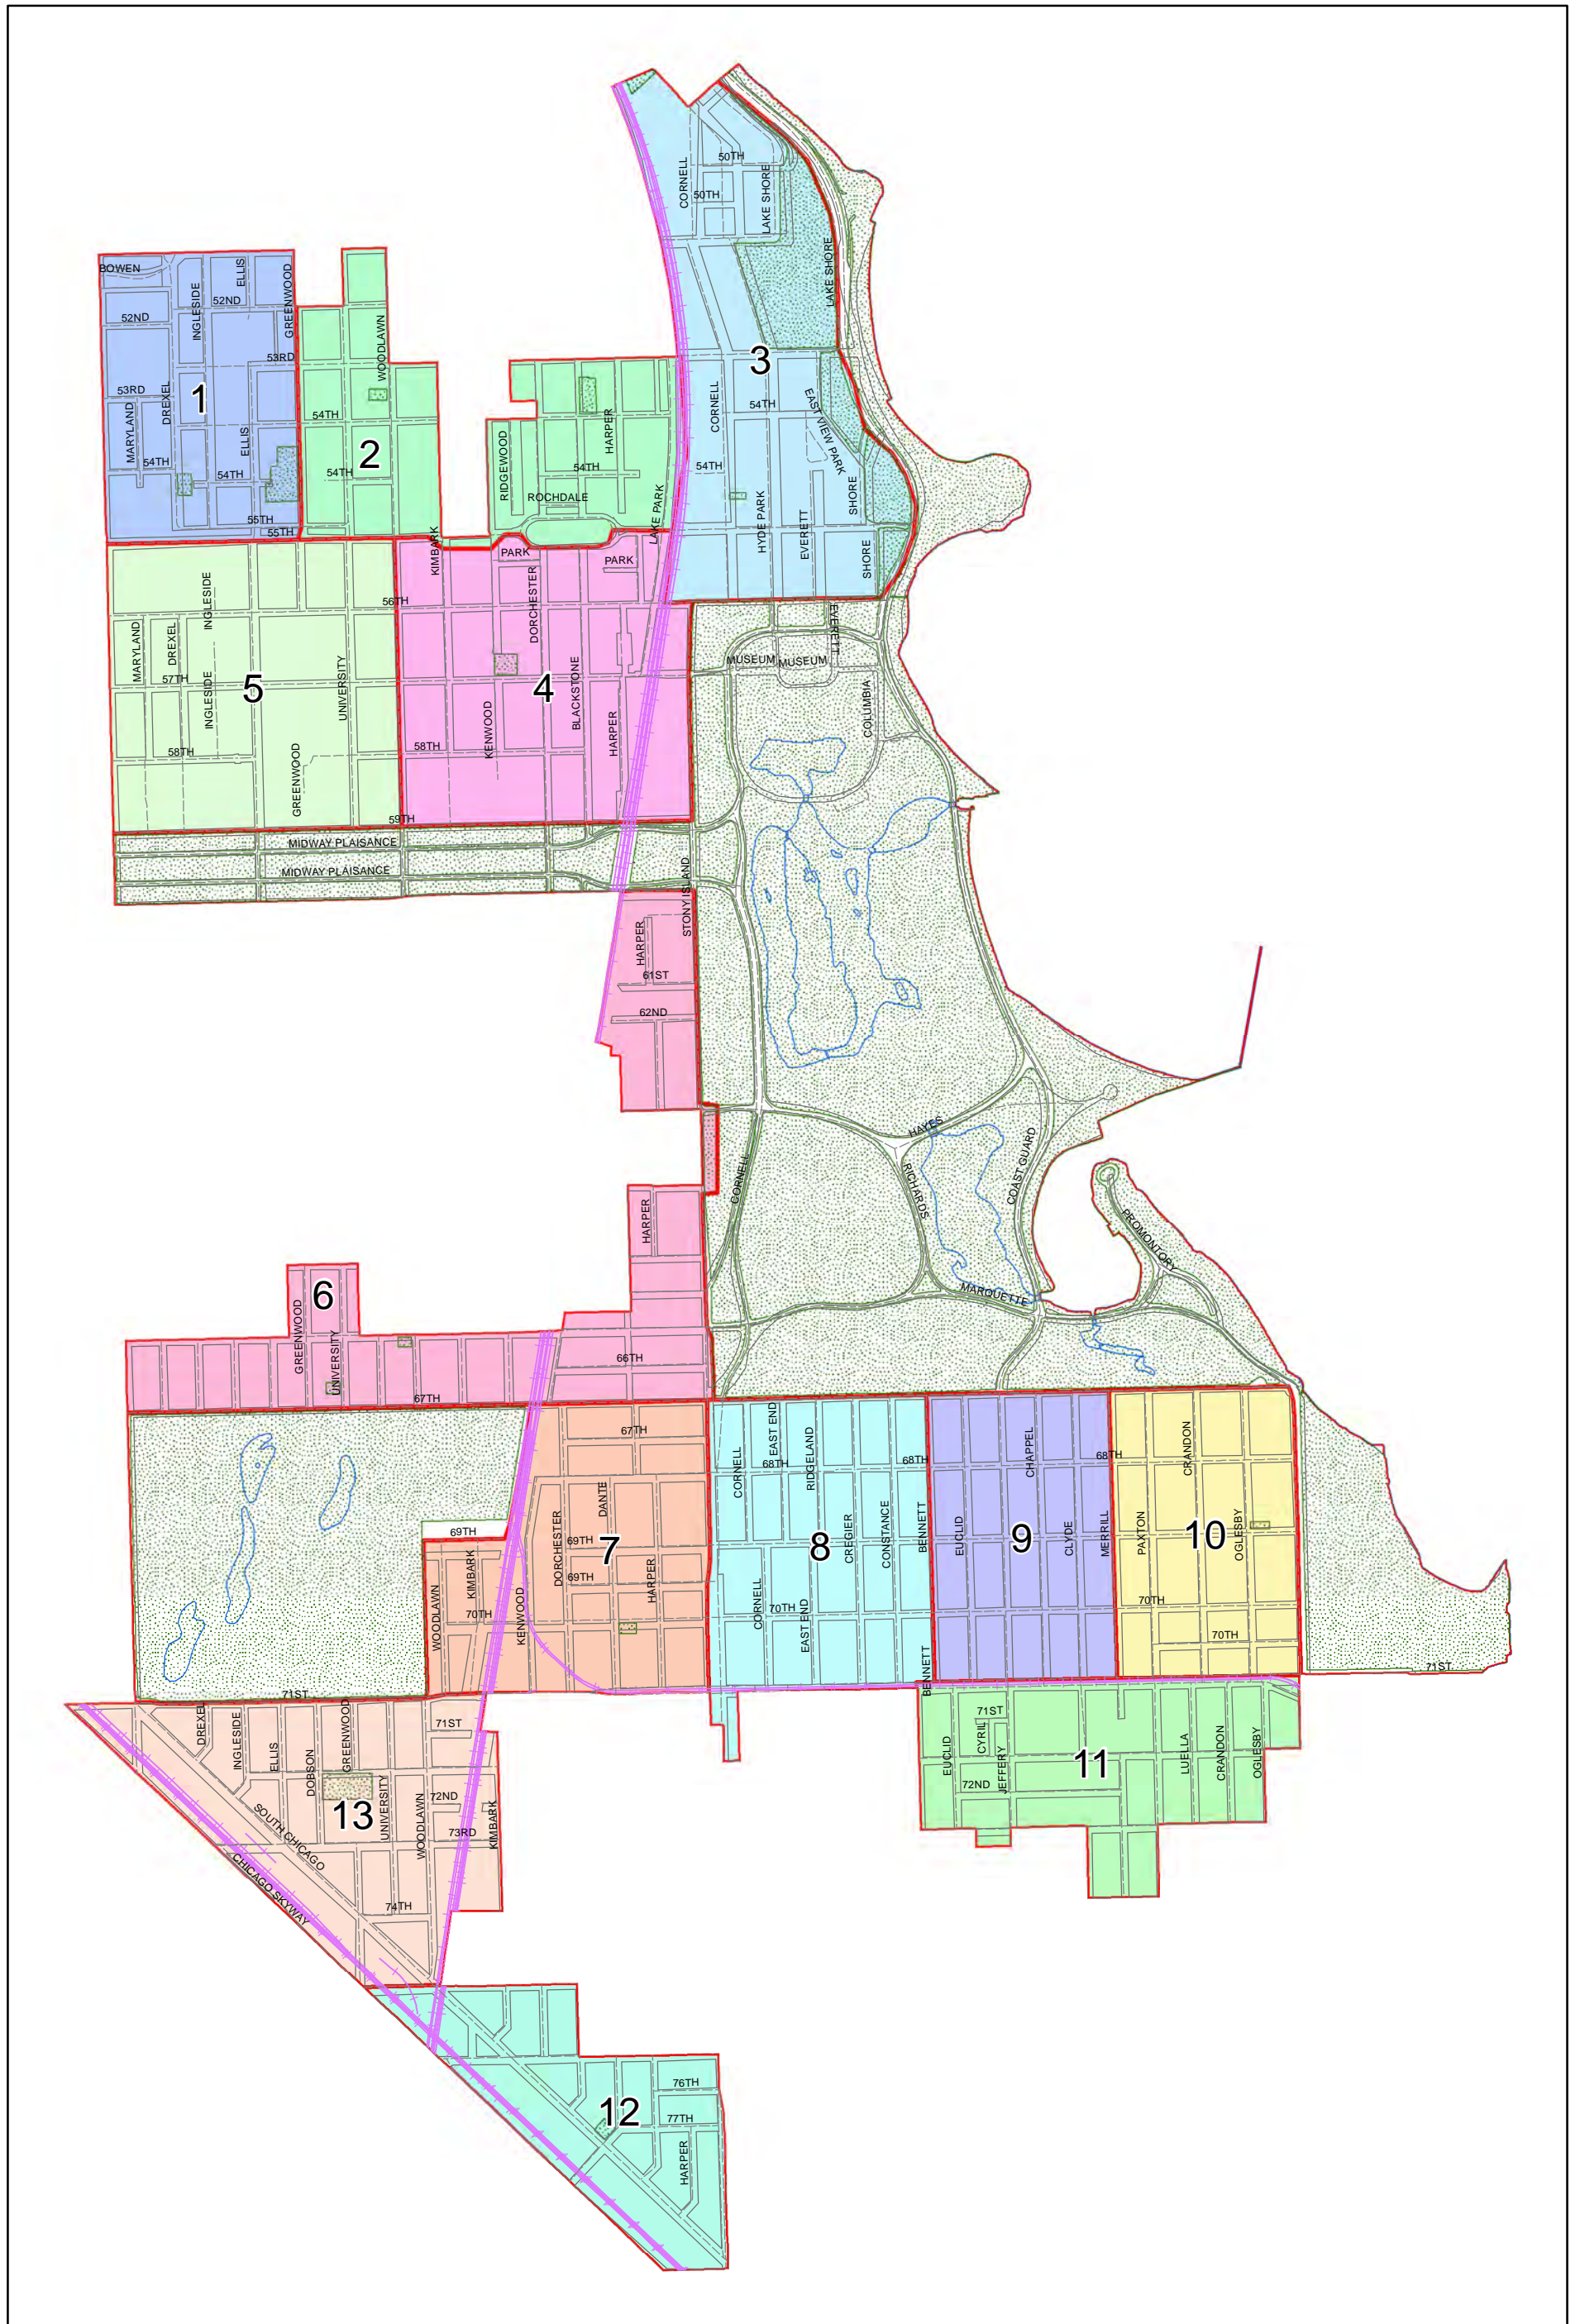 50TH
CORNELL
50TH
LAKE SHORE
LAKE SHORE
BOWEN
ELLIS
GREENWOOD
INGLESIDE
52ND
52ND
53RD
WOODLAWN
3
53RD
DREXEL
1
MARYLAND
54TH
CORNELL
54TH
EAST VIEW PARK
HARPER
ELLIS
2
54TH
54TH
54TH
RIDGEWOOD
54TH
54TH
ROCHDALE
LAKE PARK
HYDE PARK
EVERETT
SHORE
55TH
55TH
KIMBARK
PARK
PARK
SHORE
INGLESIDE
56TH
DORCHESTER
EVERETT
MARYLAND
DREXEL
57TH
INGLESIDE
5
UNIVERSITY
4
BLACKSTONE
MUSEUM
MUSEUM
COLUMBIA
KENWOOD
HARPER
58TH
58TH
GREENWOOD
59TH
MIDWAY PLAISANCE
MIDWAY PLAISANCE
STONY ISLAND
HARPER
61ST
62ND
HAYES
CORNELL
RICHARDS
COAST GUARD
PROMONTORY
HARPER
6
MARQUETTE
GREENWOOD
UNIVERSITY
66TH
67TH
67TH
EAST END
CORNELL
68TH
RIDGELAND
68TH
CHAPPEL
68TH
CRANDON
69TH
DANTE
DORCHESTER
69TH
7
69TH
HARPER
8
CREGIER
CONSTANCE
BENNETT
EUCLID
9
CLYDE
MERRILL
PAXTON
10
OGLESBY
WOODLAWN
KIMBARK
70TH
KENWOOD
CORNELL
70TH
EAST END
BENNETT
70TH
70TH
71ST
71ST
DREXEL
INGLESIDE
ELLIS
DOBSON
GREENWOOD
71ST
EUCLID
CYRIL
71ST
JEFFERY
72ND
11
LUELLA
CRANDON
OGLESBY
13
UNIVERSITY
WOODLAWN
72ND
73RD
KIMBARK
SOUTH CHICAGO
CHICAGO SKYWAY
74TH
76TH
12
77TH
HARPER